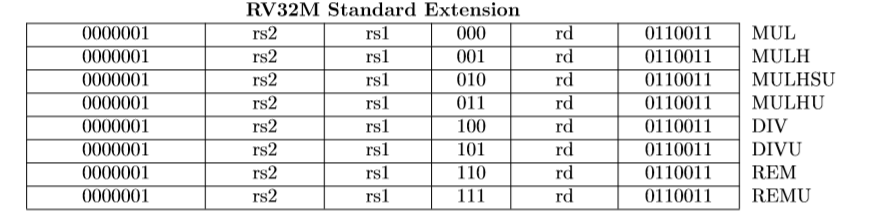 RV32M Standard Extension
0000001 rs2 rs1 000 rd 0110011 MUL
0000001 rs2 rs1 001 rd 0110011 MULH
0000001 rs2 rs1 010 rd 0110011 MULHSU
0000001 rs2 rs1 011 rd 0110011 MULHU
0000001 rs2 rs1 100 rd 0110011 DIV
0000001 rs2 rs1 101 rd 0110011 DIVU
0000001 rs2 rs1 110 rd 0110011 REM
0000001 rs2 rs1 111 rd 0110011 REMU